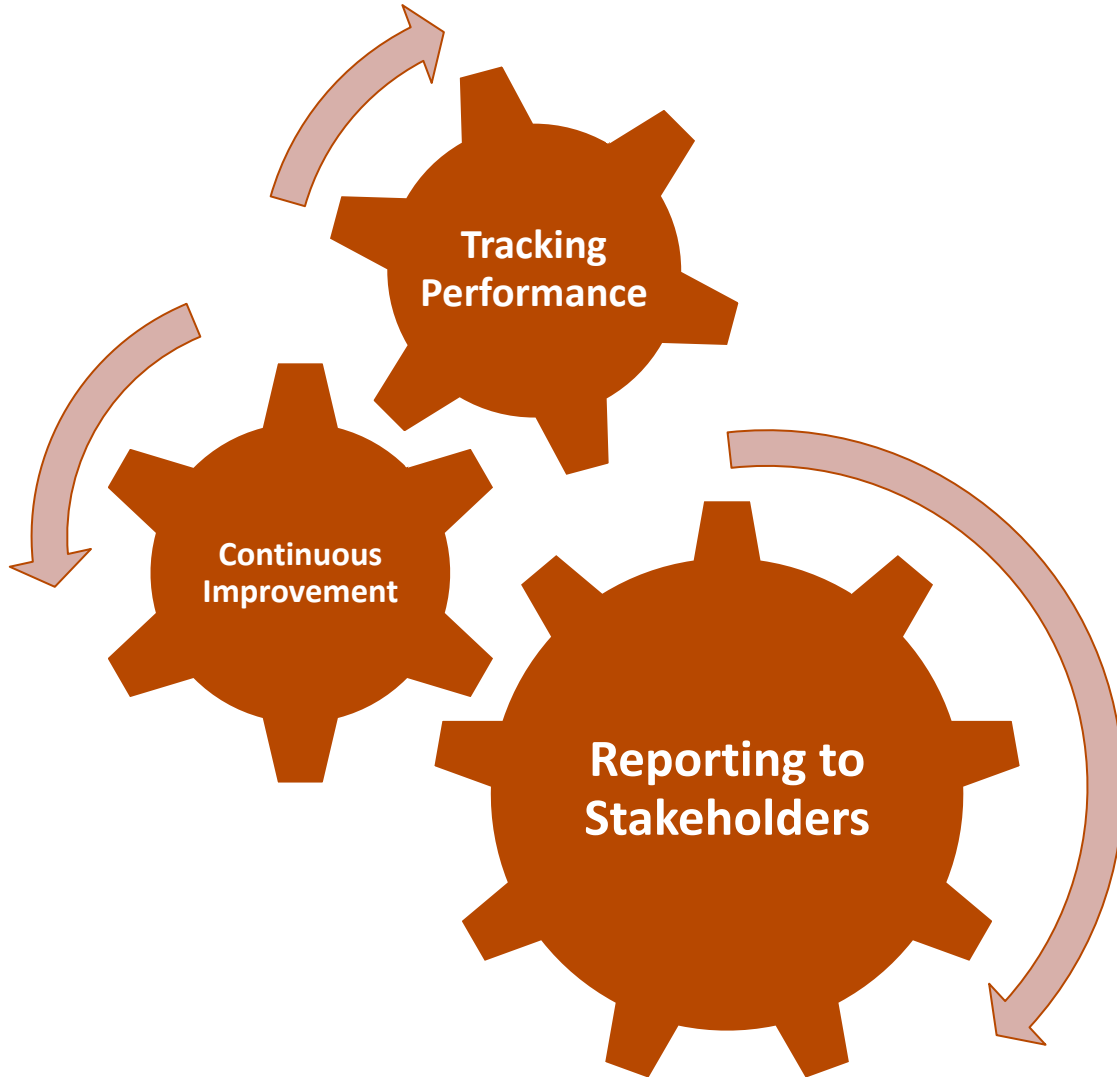 Tracking
Performance
Continuous
Improvement
Reporting to
Stakeholders